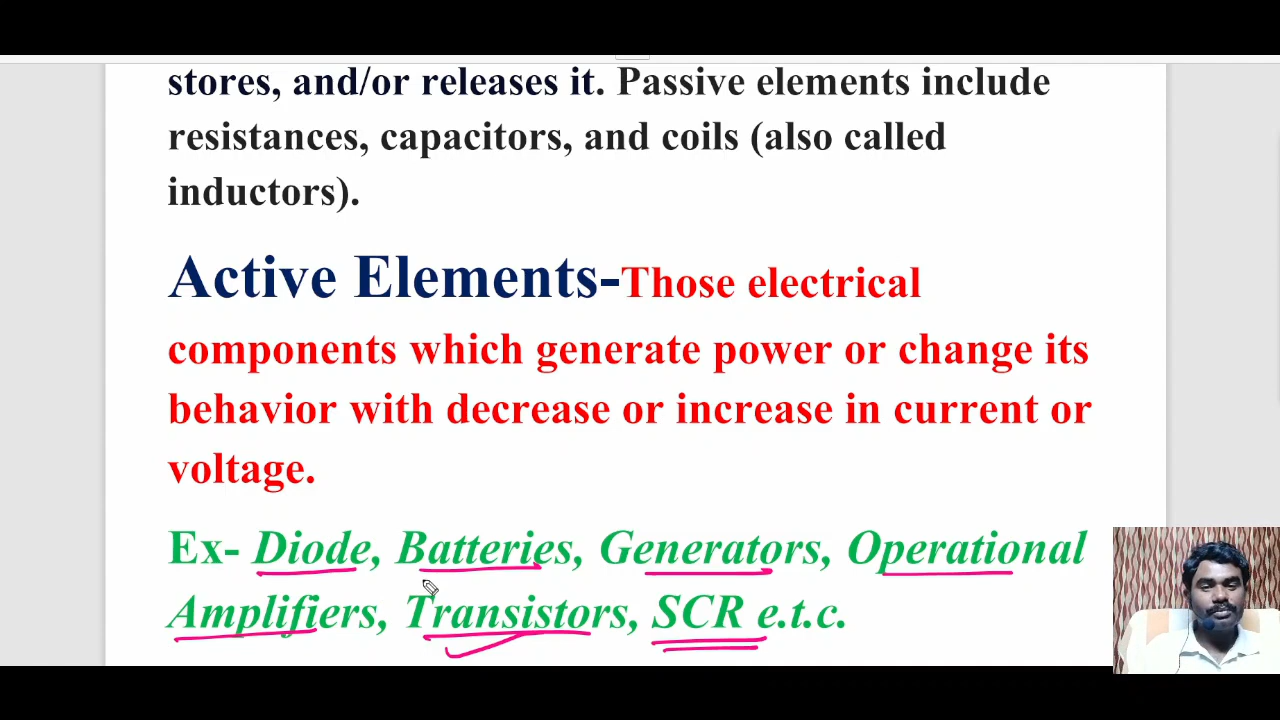 stores, and/or releases it. Passive elements include
resistances, capacitors, and coils (also called
inductors).
Active Elements-Those electrical
components which generate power or change its
behavior with decrease or increase in current or
voltage.
Ex- Diode, Batteries, Generators, Operational
Amplifiers, Transistors, SCR e.t.c.